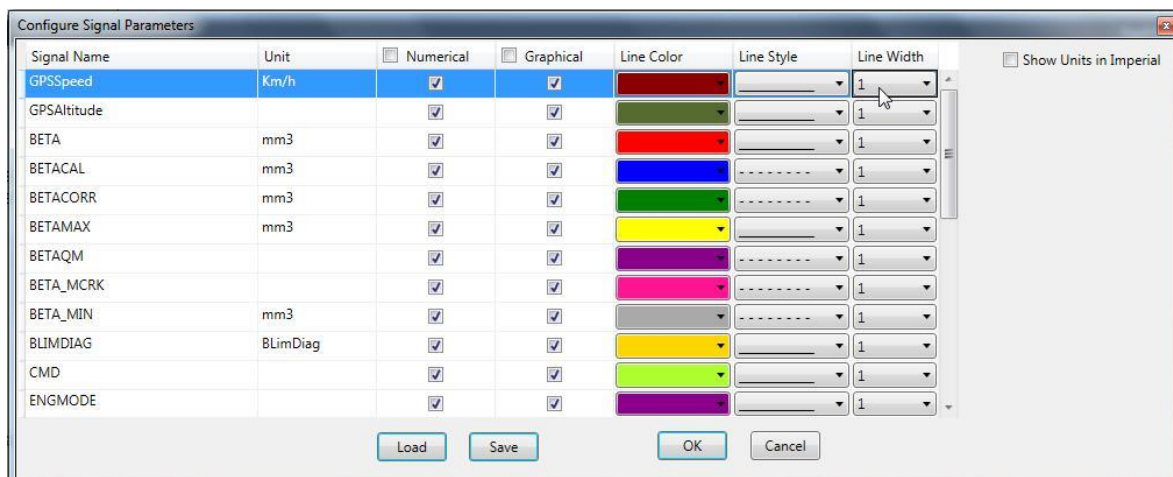 Configure Signal Parameters
Signal Name Unit Numerical Graphical Line Color Line Style Line Width Show Units in Imperial
GPSSpeed Km/h 1
GPSAltitude 1
BETA mm3 1
BETACAL mm3 1
BETACORR mm3 1
BETAMAX mm3 1
BETAQM 1
BETA_MCRK 1
BETA_MIN mm3 1
BLIMDIAG BLimDiag 1
CMD 1
ENGMODE 1
Load Save OK Cancel